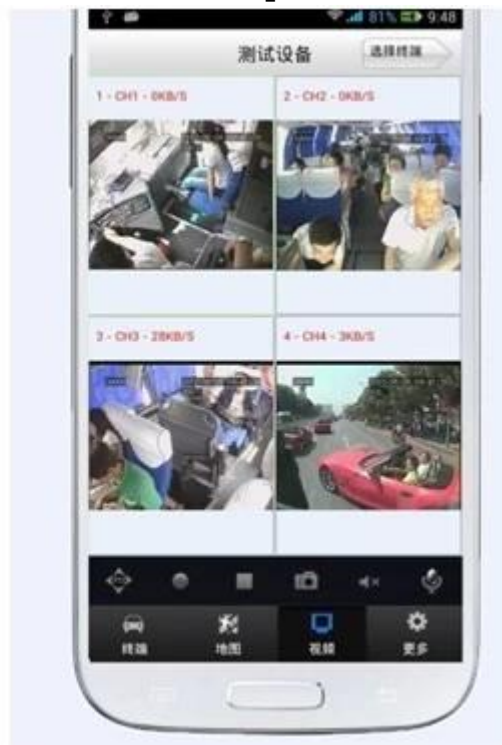 81% 9:48
测试设备 选择终端
1 - CH1 - 0KB/S 2 - CH2 - 0KB/S
3 - CH3 - 28KB/S 4 - CH4 - 3KB/S
终端 地图 视频 更多